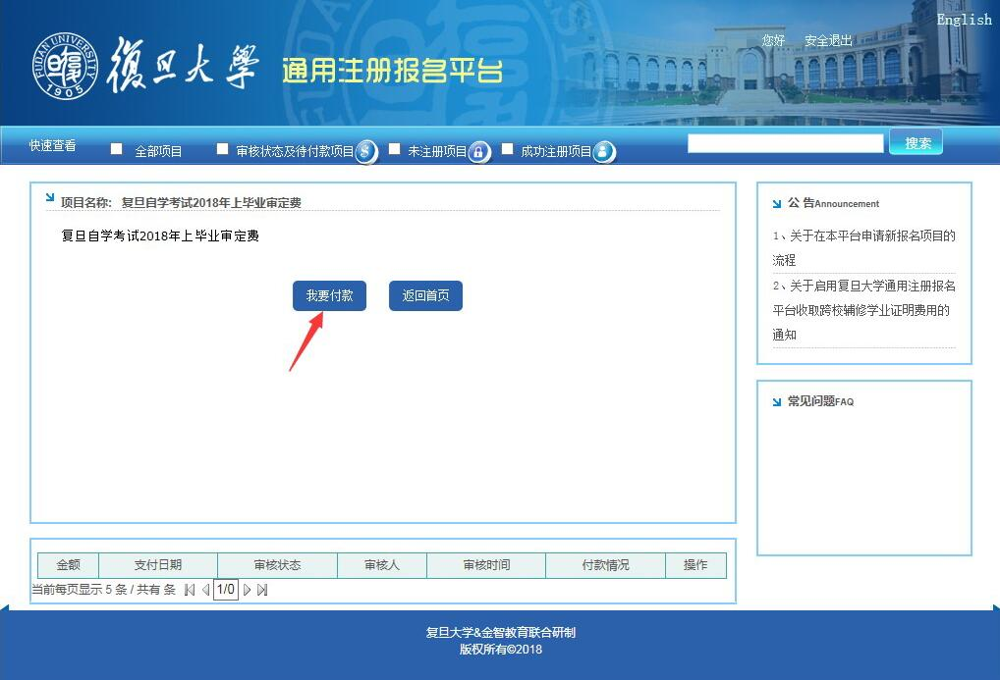 English
您好 安全退出
FUDAN UNIVERSITY
1905
復旦大學
通用注册报名平台
快速查看 全部项目 审核状态及待付款项目 未注册项目 成功注册项目 搜索
项目名称: 复旦自学考试2018年上毕业审定费
复旦自学考试2018年上毕业审定费
我要付款 返回首页
公 告Announcement
1、关于在本平台申请新报名项目的
流程
2、关于启用复旦大学通用注册报名
平台收取跨校辅修学业证明费用的
通知
常见问题FAQ
金额 支付日期 审核状态 审核人 审核时间 付款情况 操作
当前每页显示 5 条 / 共有 条 1/0
复旦大学&金智教育联合研制
版权所有©2018